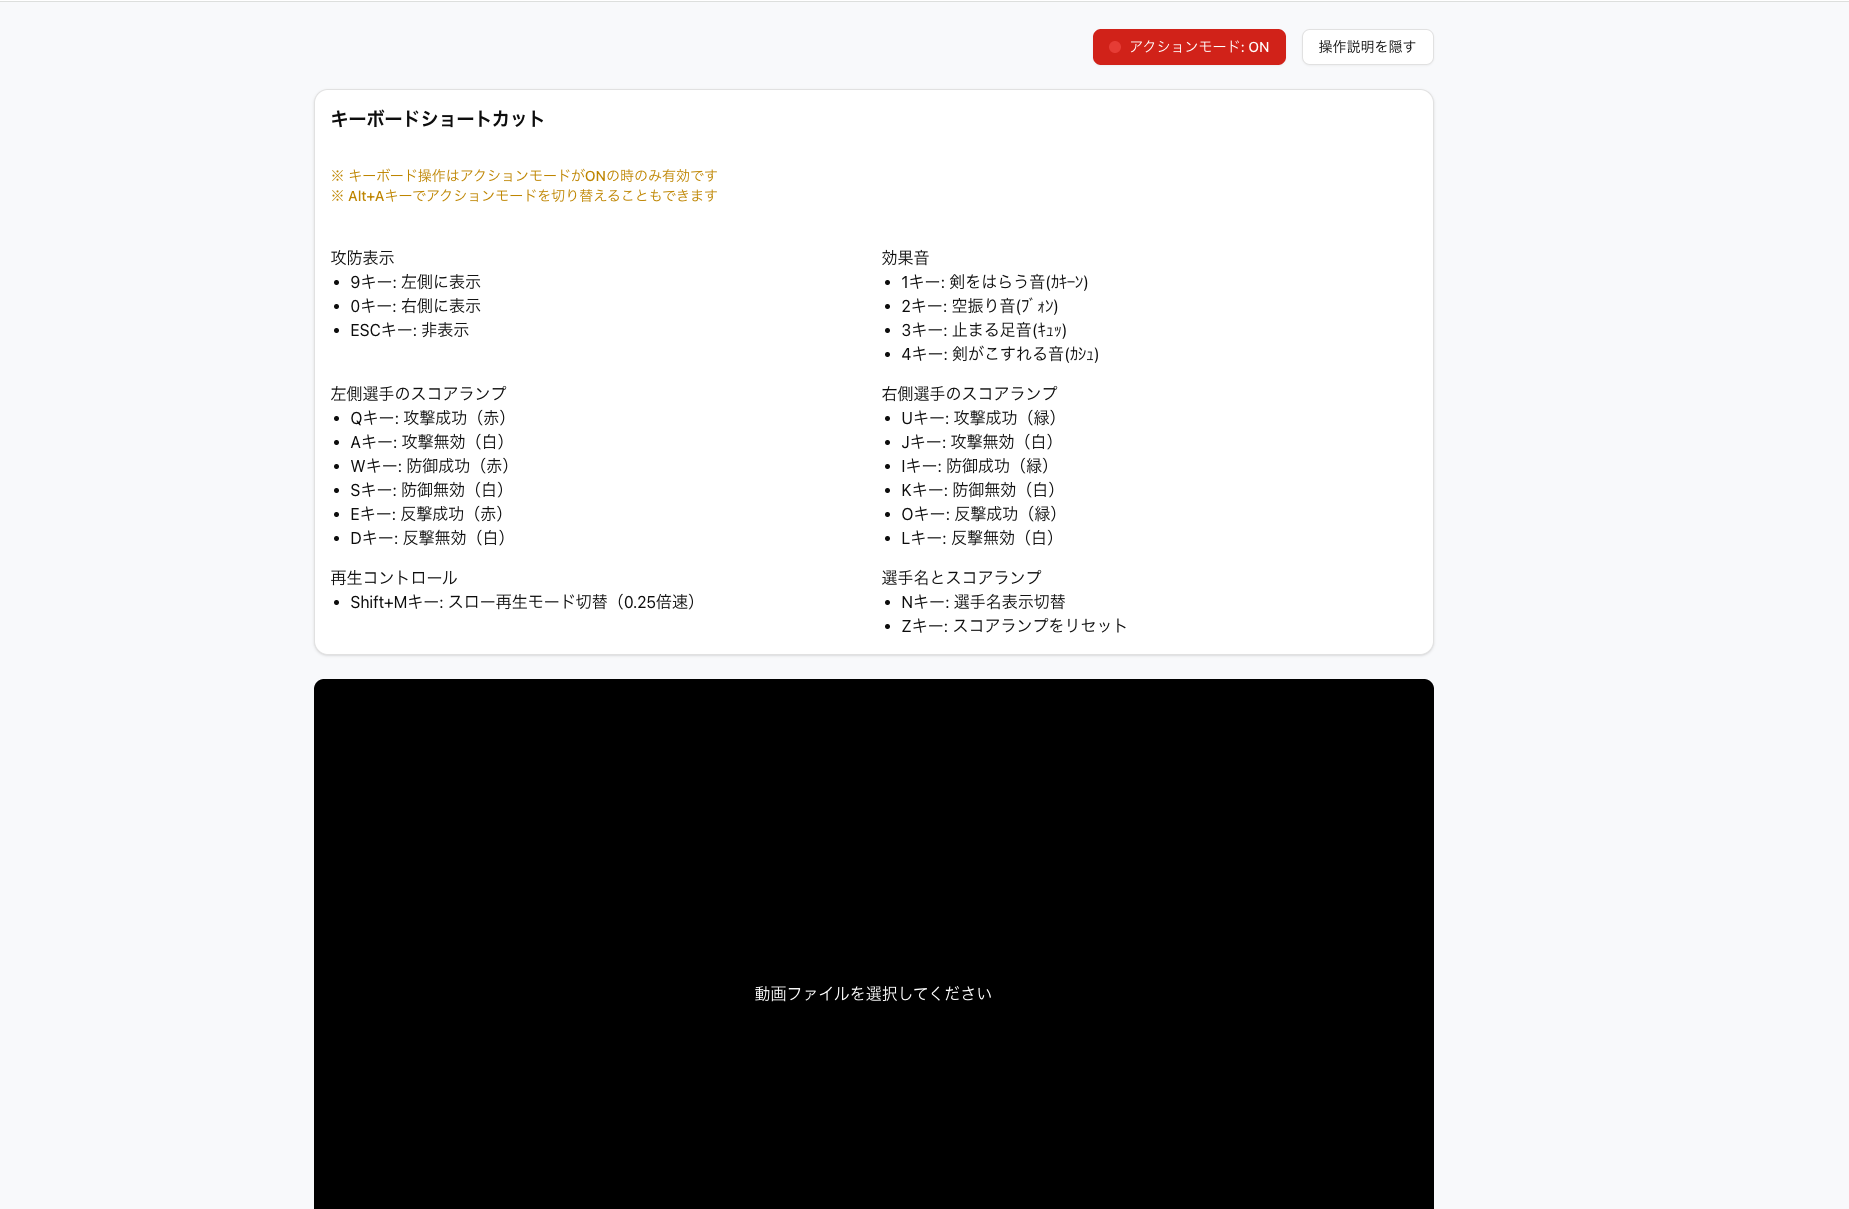 アクションモード: ON
操作説明を隠す
キーボードショートカット
※ キーボード操作はアクションモードがONの時のみ有効です
※ Alt+Aキーでアクションモードを切り替えることもできます
攻防表示
• 9キー: 左側に表示
• 0キー: 右側に表示
• ESCキー: 非表示
効果音
• 1キー: 剣をはらう音(ｶｷｰﾝ)
• 2キー: 空振り音(ﾌﾞｫﾝ)
• 3キー: 止まる足音(ｷｭｯ)
• 4キー: 剣がこすれる音(ｶｼｭ)
左側選手のスコアランプ
• Qキー: 攻撃成功（赤）
• Aキー: 攻撃無効（白）
• Wキー: 防御成功（赤）
• Sキー: 防御無効（白）
• Eキー: 反撃成功（赤）
• Dキー: 反撃無効（白）
右側選手のスコアランプ
• Uキー: 攻撃成功（緑）
• Jキー: 攻撃無効（白）
• Iキー: 防御成功（緑）
• Kキー: 防御無効（白）
• Oキー: 反撃成功（緑）
• Lキー: 反撃無効（白）
再生コントロール
• Shift+Mキー: スロー再生モード切替（0.25倍速）
選手名とスコアランプ
• Nキー: 選手名表示切替
• Zキー: スコアランプをリセット
動画ファイルを選択してください